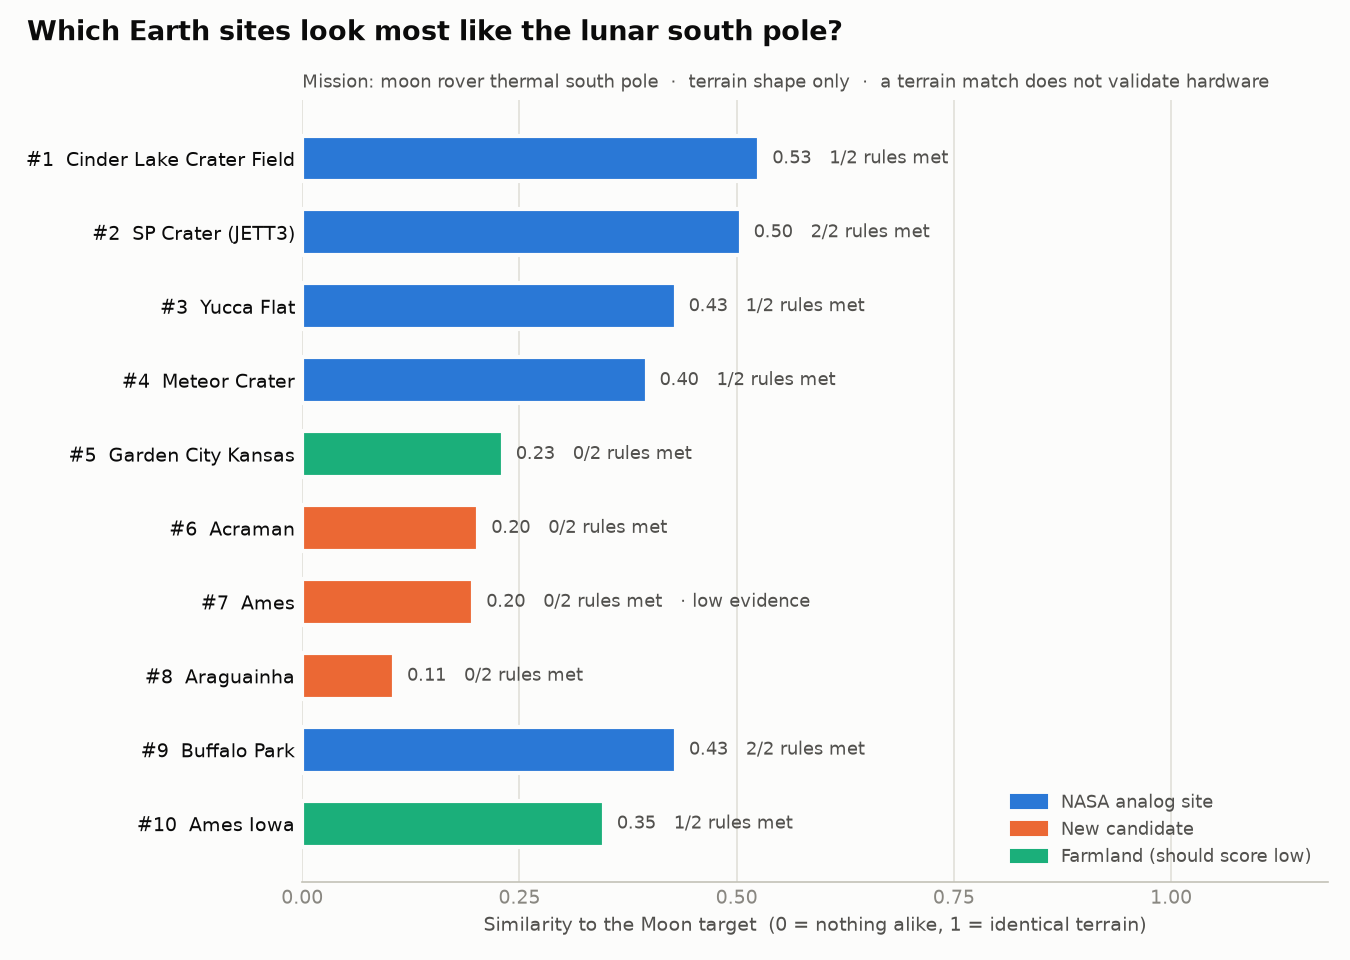 Which Earth sites look most like the lunar south pole?
Mission: moon rover thermal south pole · terrain shape only · a terrain match does not validate hardware
#1 Cinder Lake Crater Field 0.53 1/2 rules met
#2 SP Crater (JETT3) 0.50 2/2 rules met
#3 Yucca Flat 0.43 1/2 rules met
#4 Meteor Crater 0.40 1/2 rules met
#5 Garden City Kansas 0.23 0/2 rules met
#6 Acraman 0.20 0/2 rules met
#7 Ames 0.20 0/2 rules met · low evidence
#8 Araguainha 0.11 0/2 rules met
#9 Buffalo Park 0.43 2/2 rules met
#10 Ames Iowa 0.35 1/2 rules met
NASA analog site
New candidate
Farmland (should score low)
0.00 0.25 0.50 0.75 1.00
Similarity to the Moon target (0 = nothing alike, 1 = identical terrain)